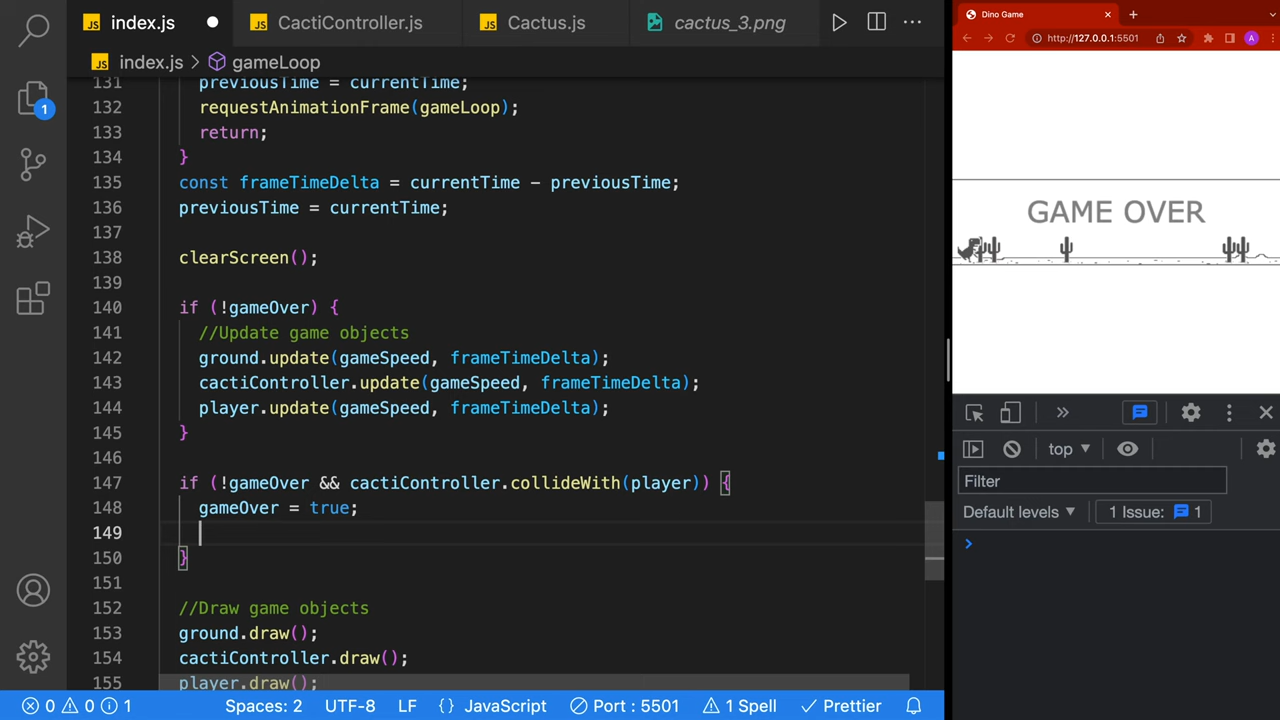 index.js
CactiController.js
Cactus.js
cactus_3.png
index.js > gameLoop
131 previousTime = currentTime;
132 requestAnimationFrame(gameLoop);
133 return;
134 }
135 const frameTimeDelta = currentTime - previousTime;
136 previousTime = currentTime;
137
138 clearScreen();
139
140 if (!gameOver) {
141 //Update game objects
142 ground.update(gameSpeed, frameTimeDelta);
143 cactiController.update(gameSpeed, frameTimeDelta);
144 player.update(gameSpeed, frameTimeDelta);
145 }
146
147 if (!gameOver && cactiController.collideWith(player)) {
148 gameOver = true;
149
150 }
151
152 //Draw game objects
153 ground.draw();
154 cactiController.draw();
155 player.draw();
1
0 0 1
Spaces: 2
UTF-8
LF
{} JavaScript
Port : 5501
1 Spell
Prettier
Dino Game
http://127.0.0.1:5501
A
GAME OVER
top
Filter
Default levels
1 Issue: 1